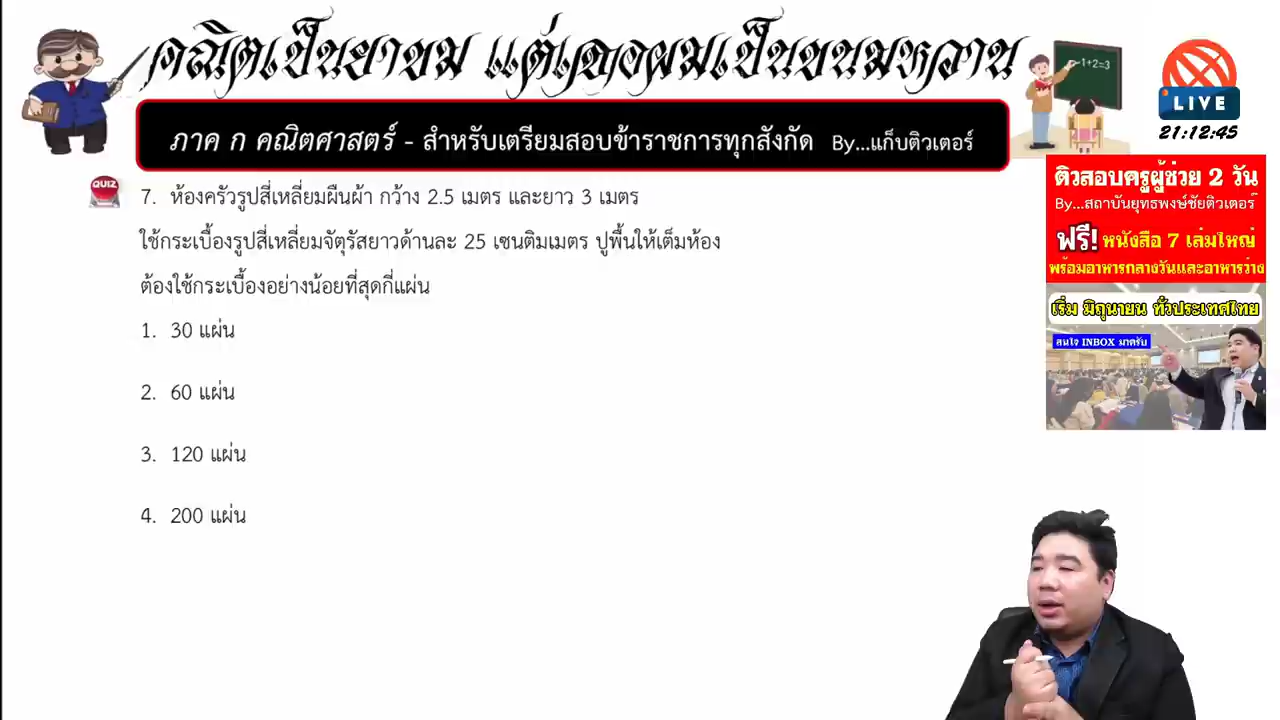 คณิตเป็นยาขม แต่เจอผมเป็นขนมหวาน
ภาค ก คณิตศาสตร์ - สำหรับเตรียมสอบข้าราชการทุกสังกัด By...แก็บติวเตอร์
1+2=3
LIVE
21:12:45
QUIZ
7. ห้องครัวรูปสี่เหลี่ยมผืนผ้า กว้าง 2.5 เมตร และยาว 3 เมตร
ใช้กระเบื้องรูปสี่เหลี่ยมจัตุรัสยาวด้านละ 25 เซนติมเมตร ปูพื้นให้เต็มห้อง
ต้องใช้กระเบื้องอย่างน้อยที่สุดกี่แผ่น
1. 30 แผ่น
2. 60 แผ่น
3. 120 แผ่น
4. 200 แผ่น
ติวสอบครูผู้ช่วย 2 วัน
By...สถาบันยุทธพงษ์ชัยติวเตอร์
ฟรี! หนังสือ 7 เล่มใหญ่
พร้อมอาหารกลางวันและอาหารว่าง
เริ่ม มิถุนายน ทั่วประเทศไทย
สนใจ INBOX มาครับ